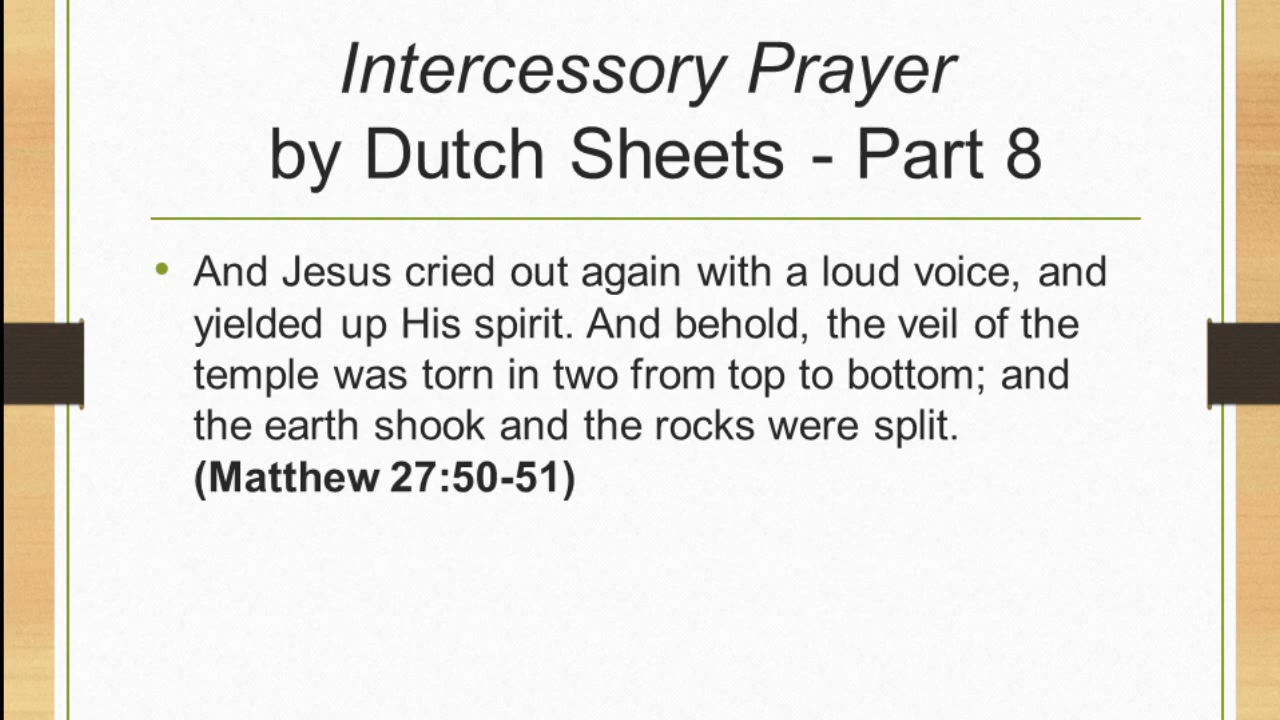 Intercessory Prayer
by Dutch Sheets - Part 8
• And Jesus cried out again with a loud voice, and
yielded up His spirit. And behold, the veil of the
temple was torn in two from top to bottom; and
the earth shook and the rocks were split.
(Matthew 27:50-51)